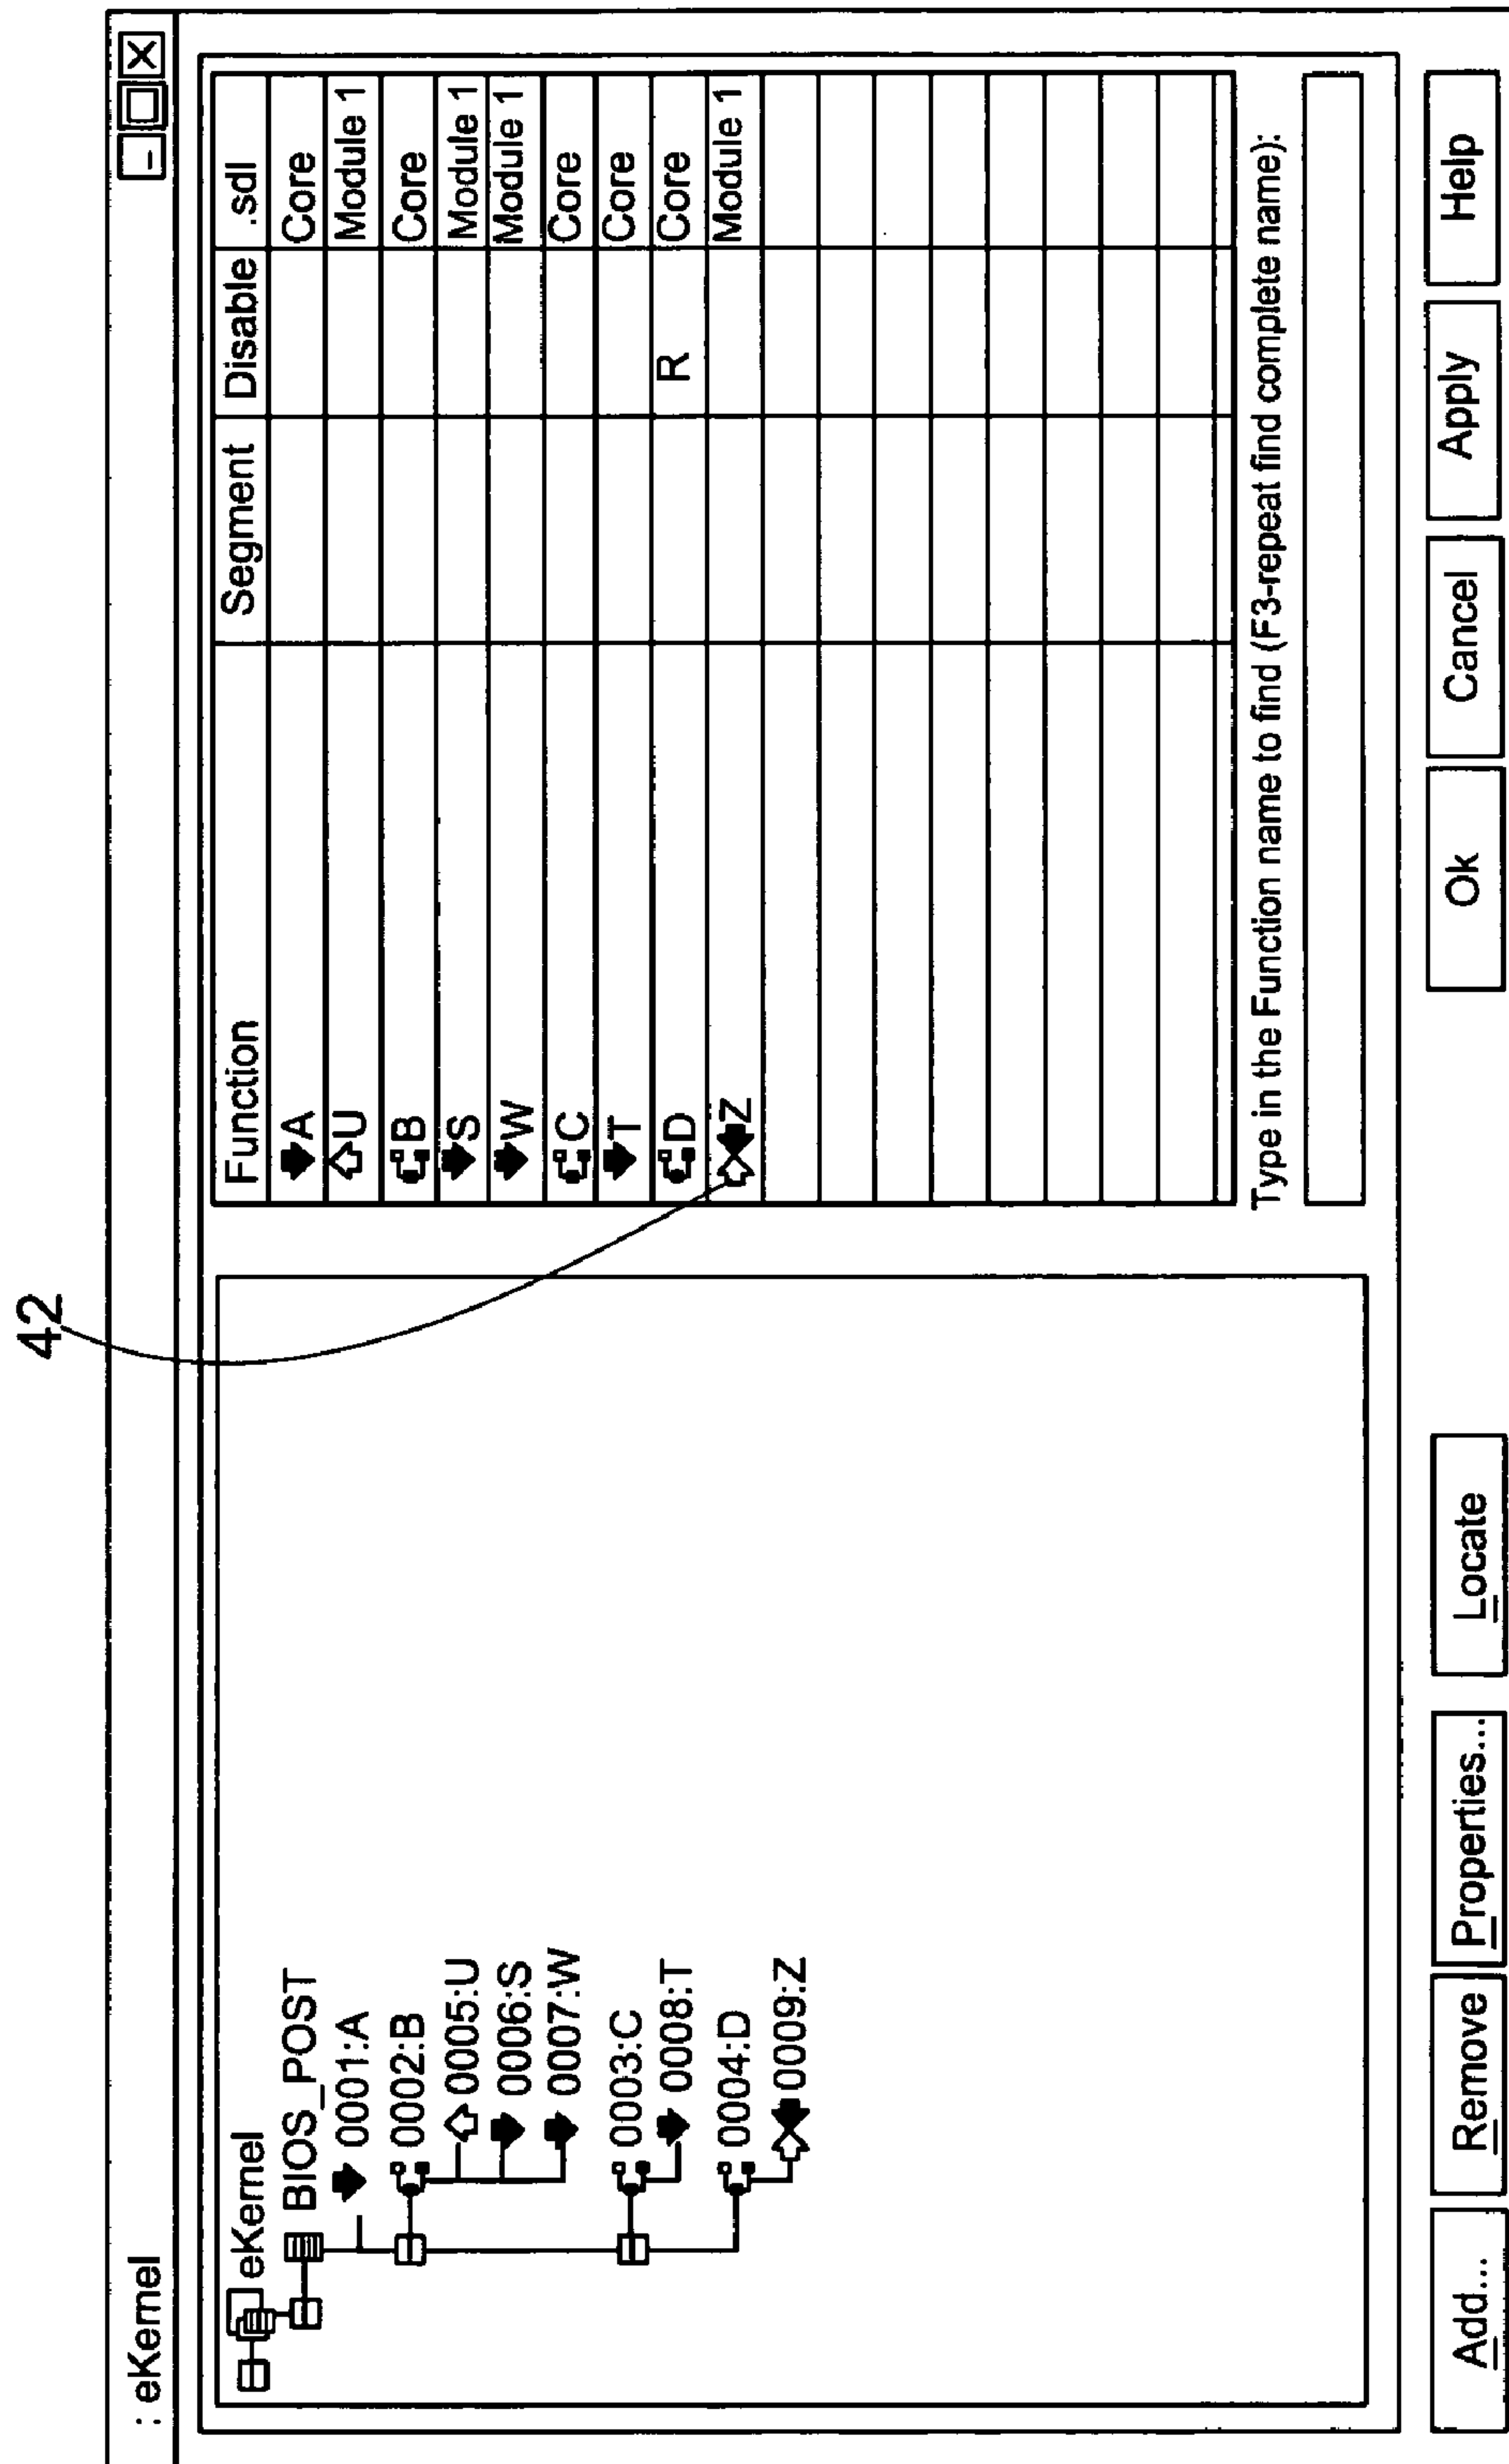 42
: eKernel
eKernel
BIOS_POST
0001:A
0002:B
0005:U
0006:S
0007:W
0003:C
0008:T
0004:D
0009:Z
Function Segment Disable .sdl
A Core
U Module 1
B Core
S Module 1
W Module 1
C Core
T Core
D R Core
Z Module 1
Type in the Function name to find (F3-repeat find complete name):
Add... Remove Properties... Locate Ok Cancel Apply Help